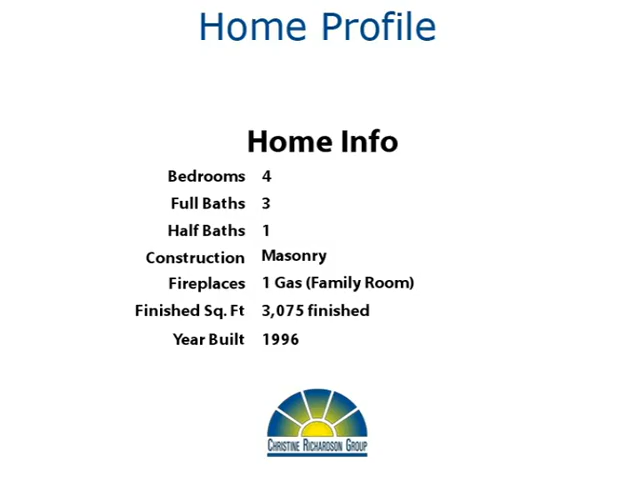 Home Profile
Home Info
Bedrooms 4
Full Baths 3
Half Baths 1
Construction Masonry
Fireplaces 1 Gas (Family Room)
Finished Sq. Ft 3,075 finished
Year Built 1996
Christine Richardson Group